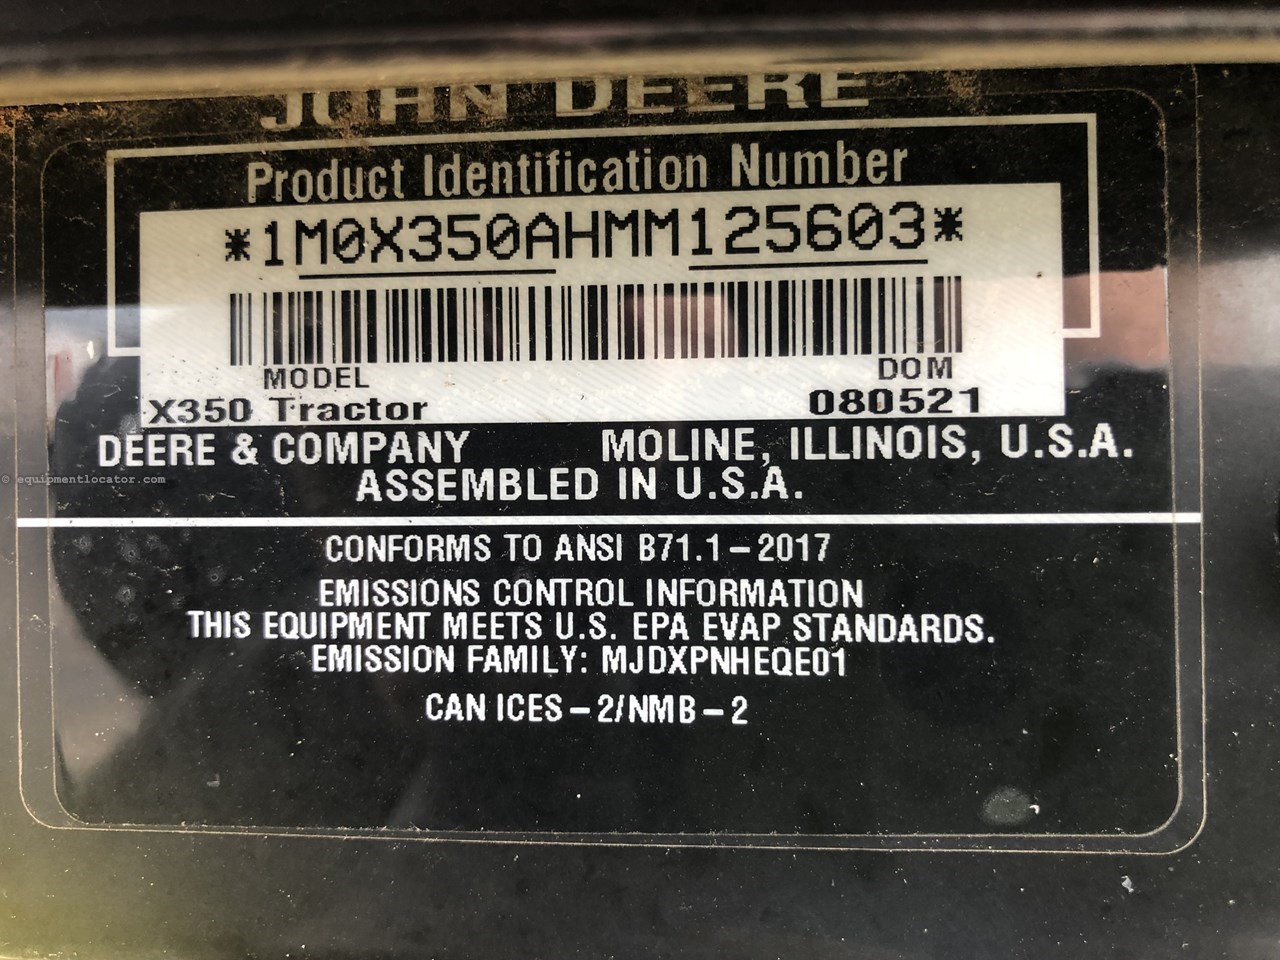 JOHN DEERE
Product Identification Number
*1M0X350AHMM125603*
MODEL DOM
X350 Tractor 080521
DEERE & COMPANY MOLINE, ILLINOIS, U.S.A.
ASSEMBLED IN U.S.A.
© equipmentlocator.com
CONFORMS TO ANSI B71.1 – 2017
EMISSIONS CONTROL INFORMATION
THIS EQUIPMENT MEETS U.S. EPA EVAP STANDARDS.
EMISSION FAMILY: MJDXPNHEQE01
CAN ICES – 2/NMB – 2